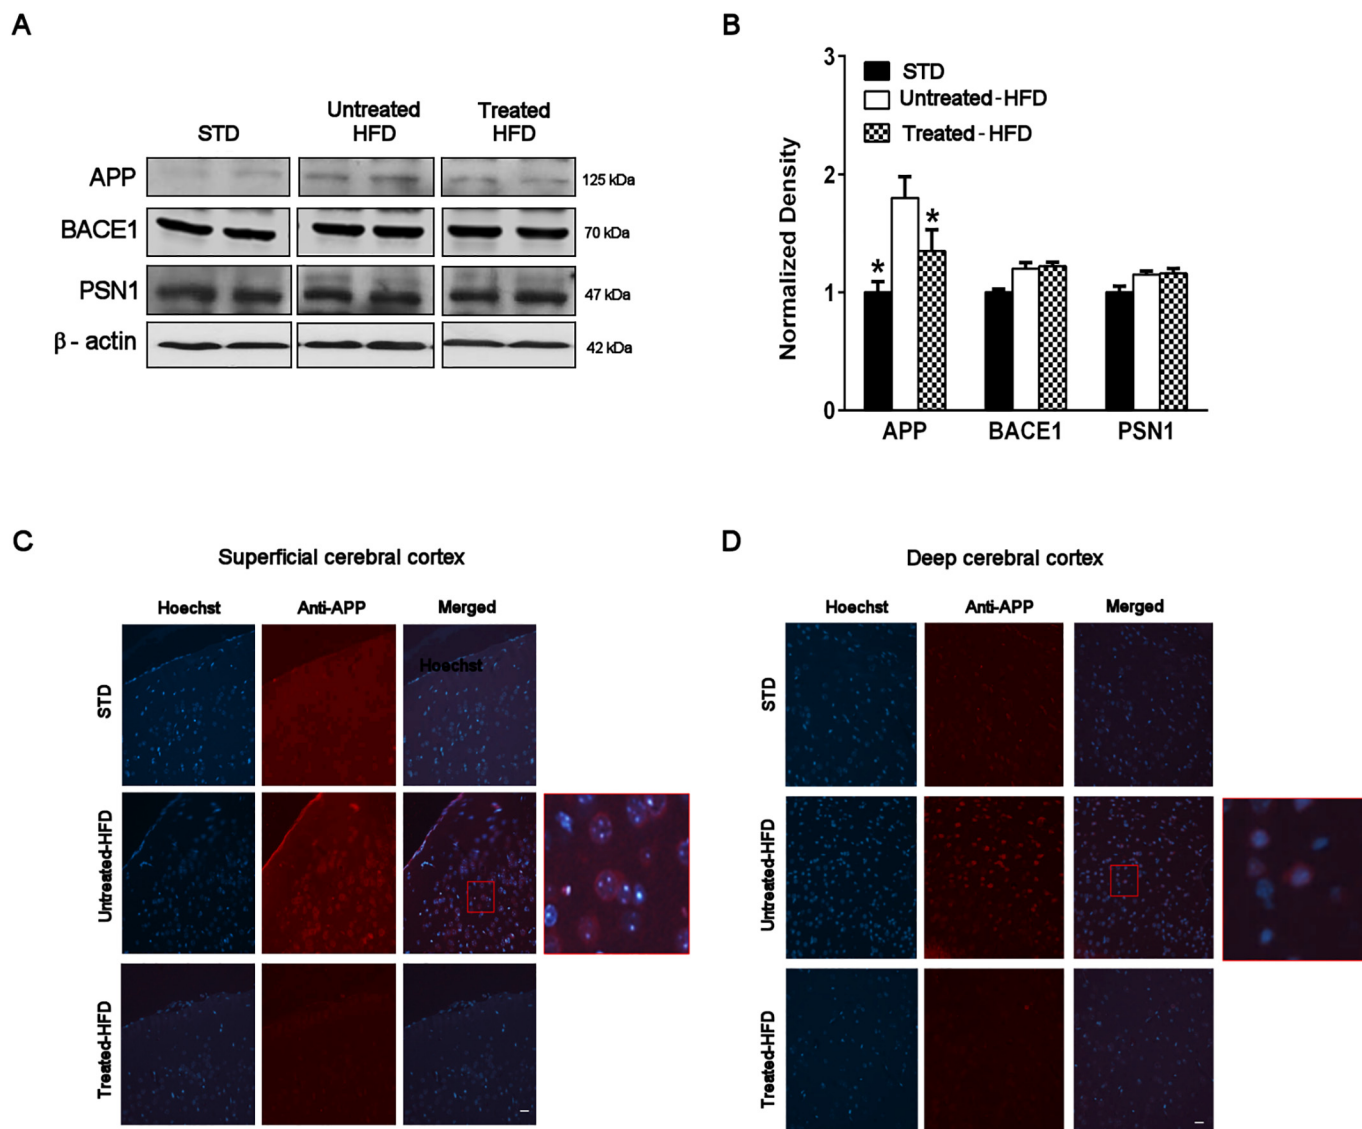 A
STD
Untreated
HFD
Treated
HFD
APP
125 kDa
BACE1
70 kDa
PSN1
47 kDa
β - actin
42 kDa
B
Normalized Density
3
2
1
0
STD
Untreated-HFD
Treated-HFD
*
*
APP
BACE1
PSN1
C
Superficial cerebral cortex
Hoechst
Anti-APP
Merged
STD
Hoechst
Untreated-HFD
Treated-HFD
D
Deep cerebral cortex
Hoechst
Anti-APP
Merged
STD
Untreated-HFD
Treated-HFD